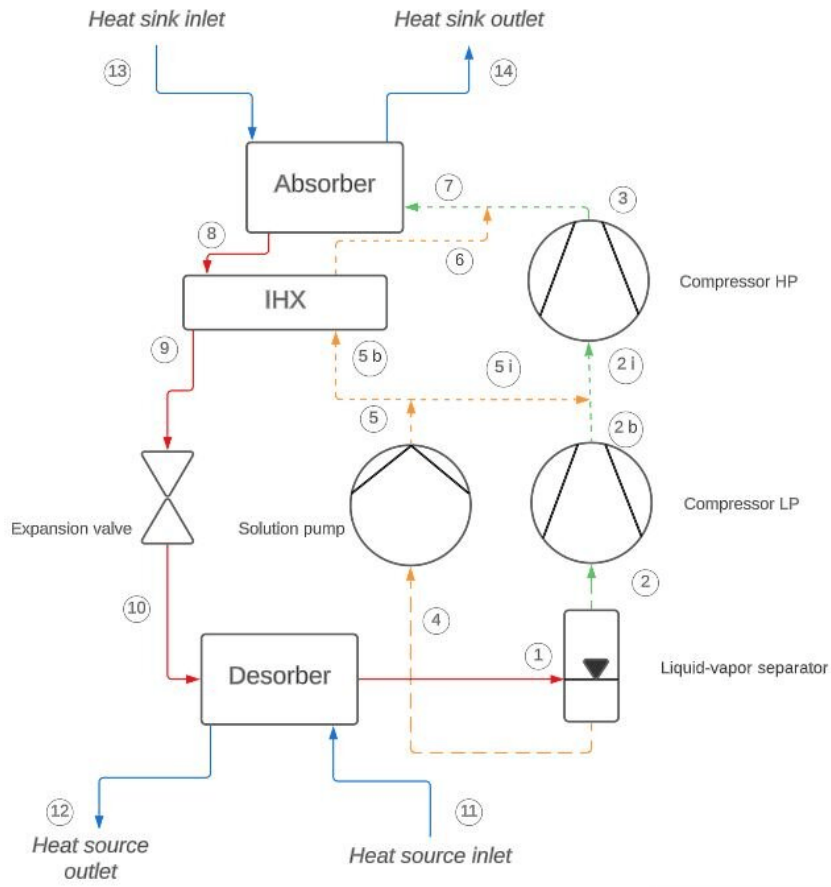 Heat sink inlet
Heat sink outlet
13
14
Absorber
7
3
8
6
IHX
Compressor HP
9
5 b
5 i
2 i
5
2 b
Expansion valve
Solution pump
Compressor LP
10
4
2
1
Desorber
Liquid-vapor separator
12
11
Heat source
outlet
Heat source inlet